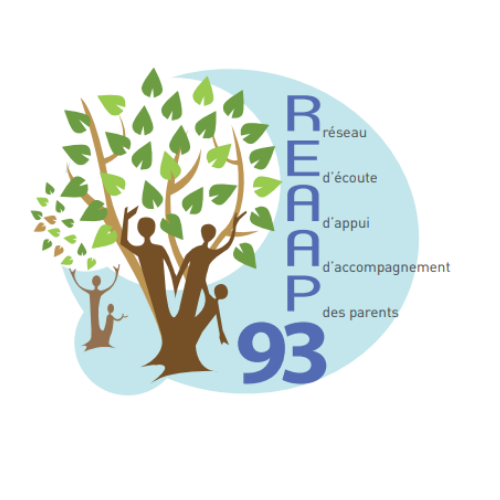 R réseau
E d'écoute
A d'appui
A d'accompagnement
P des parents
93